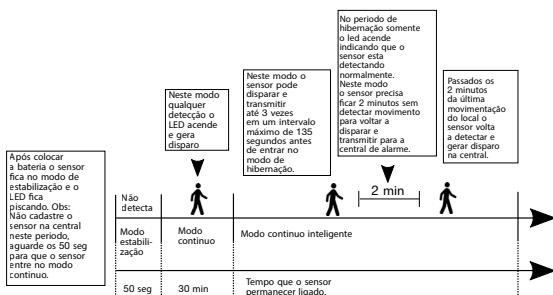 Após colocar
a bateria o sensor
fica no modo de
estabilização e o
LED fica
piscando. Obs:
Não cadastre o
sensor na central
neste periodo,
aguarde os 50 seg
para que o sensor
entre no modo
continuo.
Neste modo
qualquer
detecção o
LED acende
e gera
disparo
Neste modo o
sensor pode
disparar e
transmitir
até 3 vezes
em um intervalo
máximo de 135
segundos antes
de entrar no
modo de
hibernação.
No periodo de
hibernação somente
o led acende
indicando que o
sensor esta
detectando
normalmente.
Neste modo
o sensor precisa
ficar 2 minutos sem
detectar movimento
para voltar a
disparar e
transmitir para a
central de alarme.
Passados os
2 minutos
da última
movimentação
do local o sensor
volta a
a detectar e
gerar disparo
na central.
2 min
Não
detecta
Modo
estabili-
zação
Modo
continuo
Modo continuo inteligente
50 seg
30 min
Tempo que o sensor
permanecer ligado.